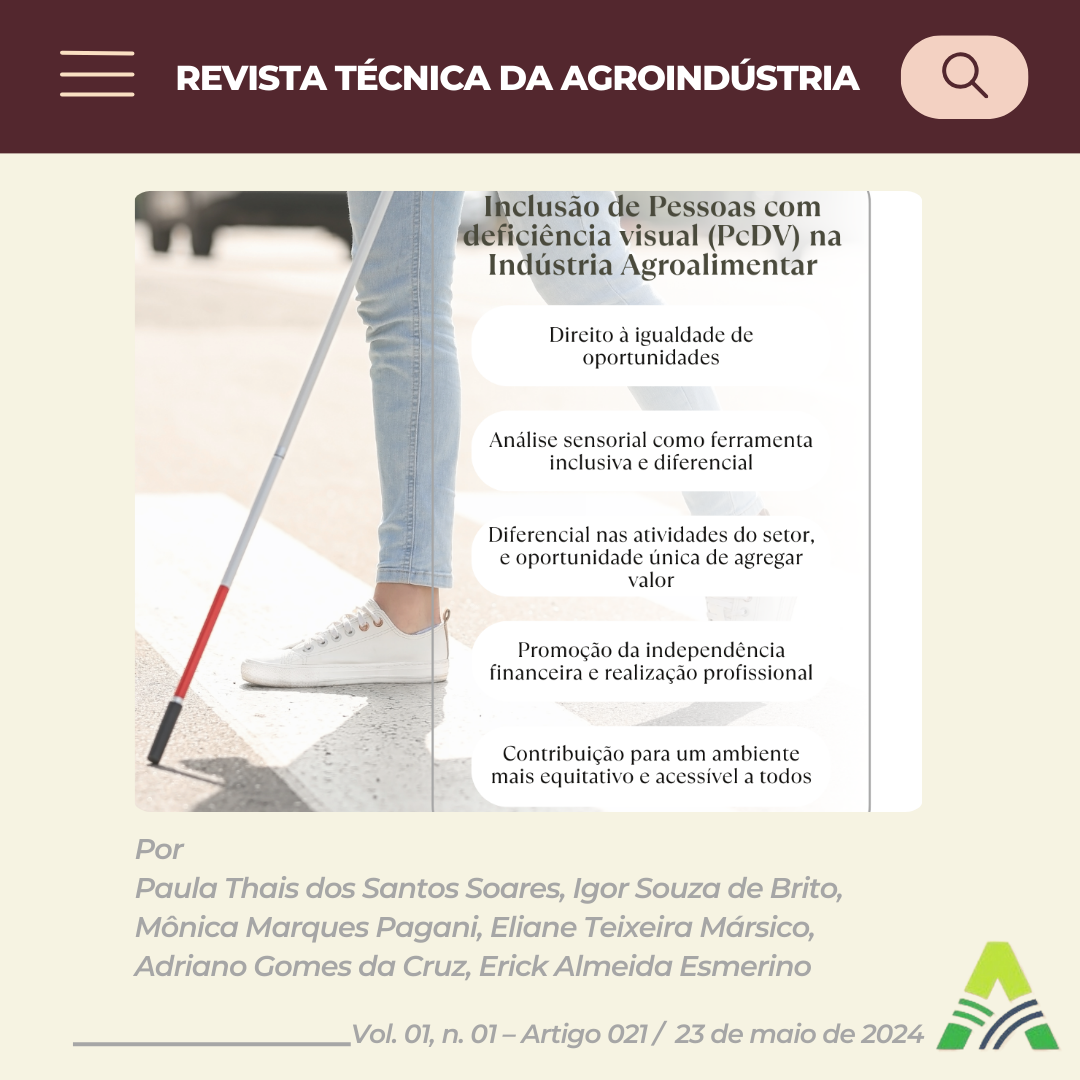 REVISTA TÉCNICA DA AGROINDÚSTRIA
Inclusão de Pessoas com
deficiência visual (PcDV) na
Indústria Agroalimentar
Direito à igualdade de
oportunidades
Análise sensorial como ferramenta
inclusiva e diferencial
Diferencial nas atividades do setor,
e oportunidade única de agregar
valor
Promoção da independência
financeira e realização profissional
Contribuição para um ambiente
mais equitativo e acessível a todos
Por
Paula Thais dos Santos Soares, Igor Souza de Brito,
Mônica Marques Pagani, Eliane Teixeira Mársico,
Adriano Gomes da Cruz, Erick Almeida Esmerino
Vol. 01, n. 01 – Artigo 021 / 23 de maio de 2024